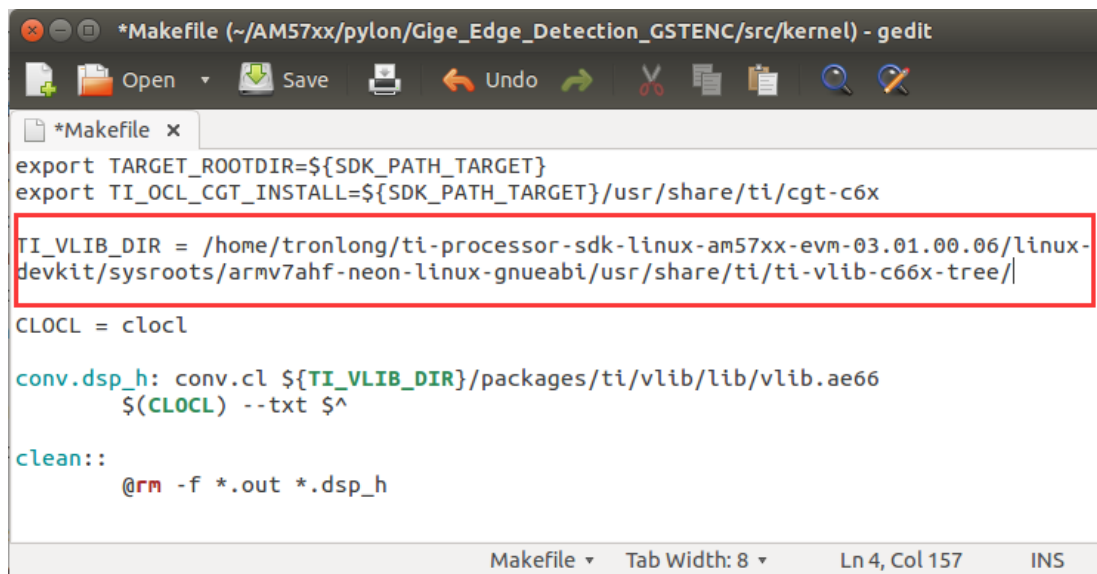 *Makefile (~/AM57xx/pylon/Gige_Edge_Detection_GSTENC/src/kernel) - gedit
Open Save Undo
*Makefile ×
export TARGET_ROOTDIR=${SDK_PATH_TARGET}
export TI_OCL_CGT_INSTALL=${SDK_PATH_TARGET}/usr/share/ti/cgt-c6x
TI_VLIB_DIR = /home/tronlong/ti-processor-sdk-linux-am57xx-evm-03.01.00.06/linux-
devkit/sysroots/armv7ahf-neon-linux-gnueabi/usr/share/ti/ti-vlib-c66x-tree/
CLOCL = clocl
conv.dsp_h: conv.cl ${TI_VLIB_DIR}/packages/ti/vlib/lib/vlib.ae66
$(CLOCL) --txt $^
clean::
@rm -f *.out *.dsp_h
Makefile Tab Width: 8 Ln 4, Col 157 INS